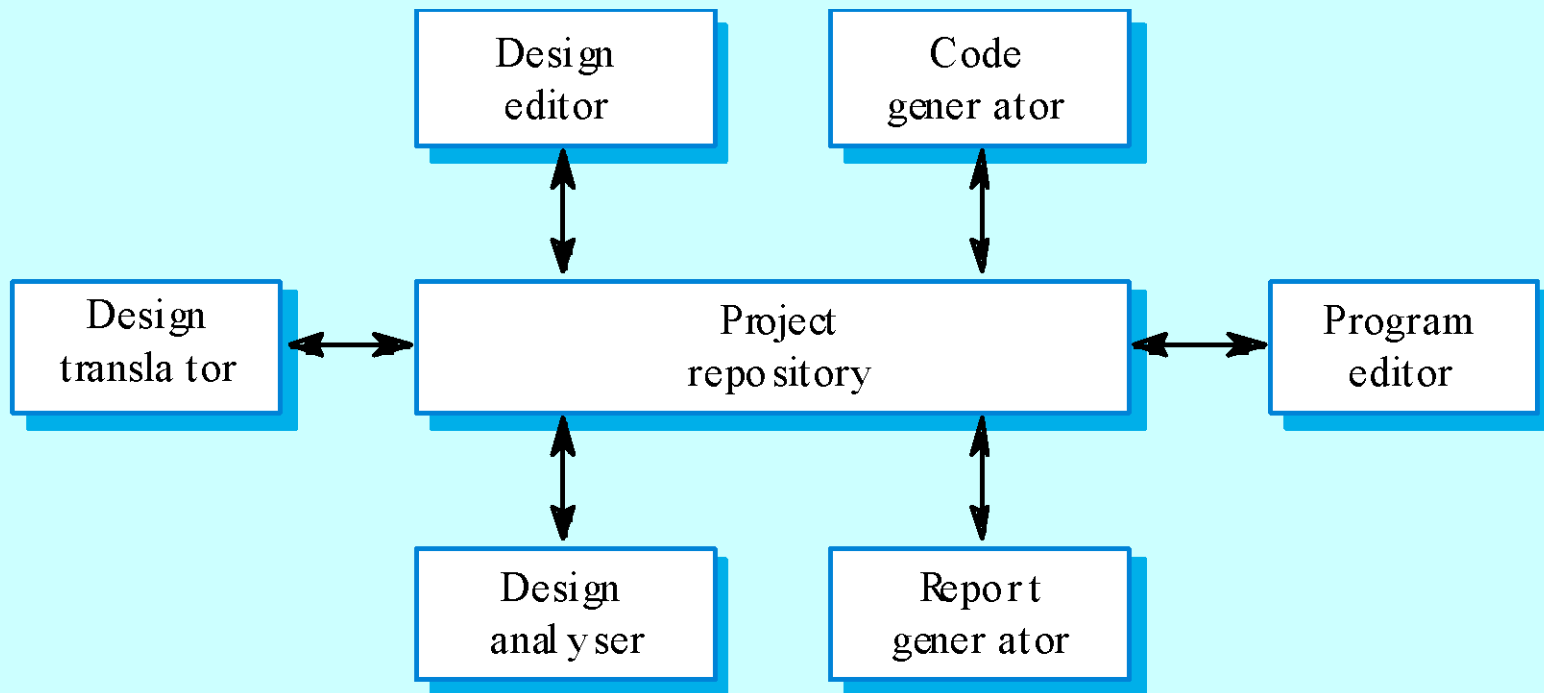 Design
editor
Code
generator
Design
translator
Project
repository
Program
editor
Design
analyser
Report
generator